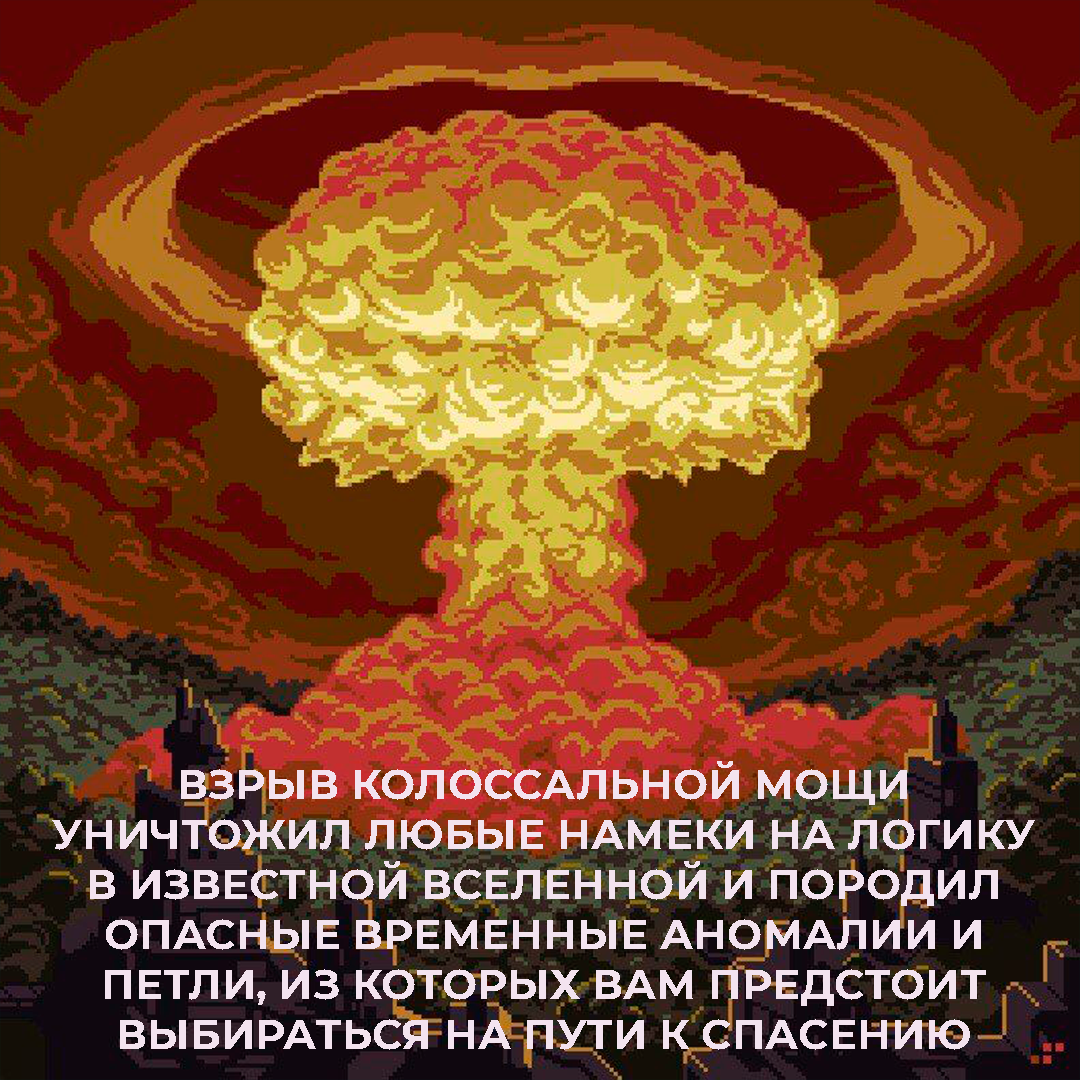 ВЗРЫВ КОЛОССАЛЬНОЙ МОЩИ
УНИЧТОЖИЛ ЛЮБЫЕ НАМЕКИ НА ЛОГИКУ
В ИЗВЕСТНОЙ ВСЕЛЕННОЙ И ПОРОДИЛ
ОПАСНЫЕ ВРЕМЕННЫЕ АНОМАЛИИ И
ПЕТЛИ, ИЗ КОТОРЫХ ВАМ ПРЕДСТОИТ
ВЫБИРАТЬСЯ НА ПУТИ К СПАСЕНИЮ